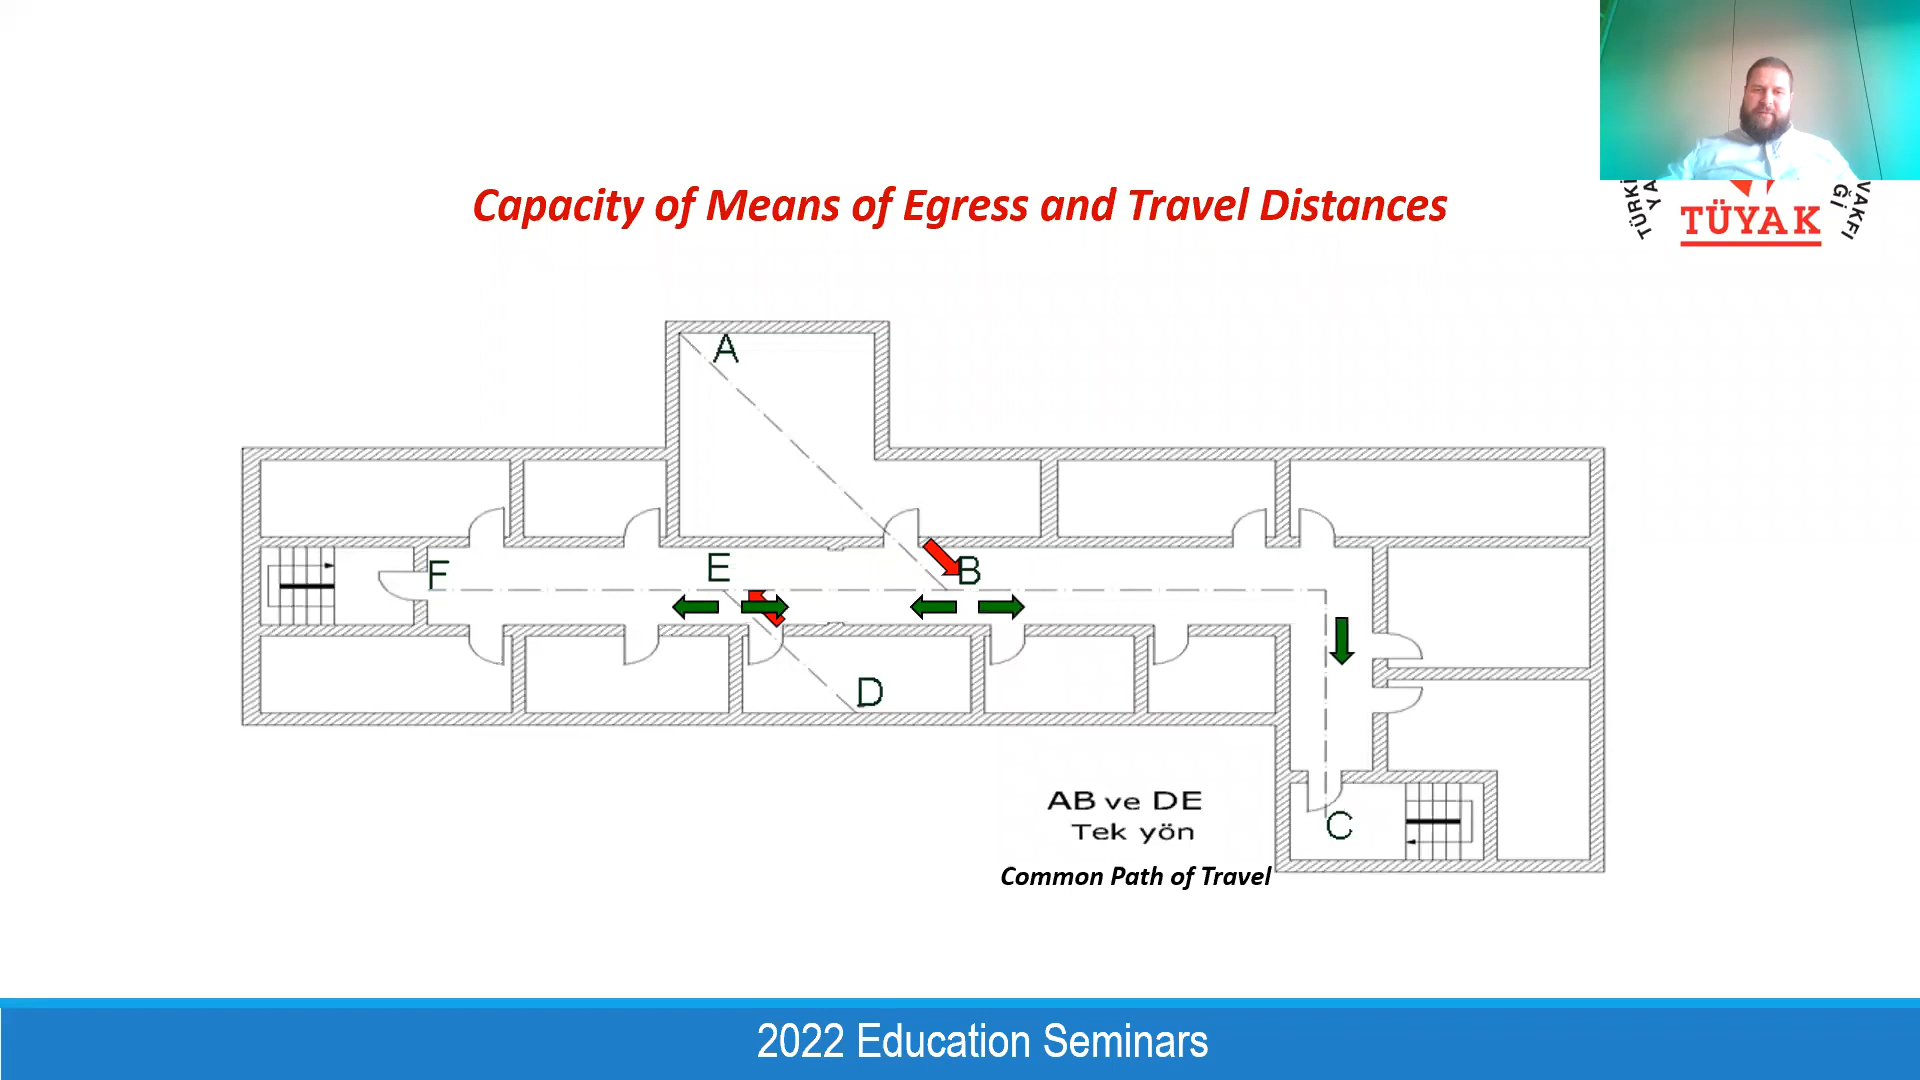 Capacity of Means of Egress and Travel Distances
TÜYAK
VAKFI
A
F
E
B
D
AB ve DE
Tek yön
C
Common Path of Travel
2022 Education Seminars